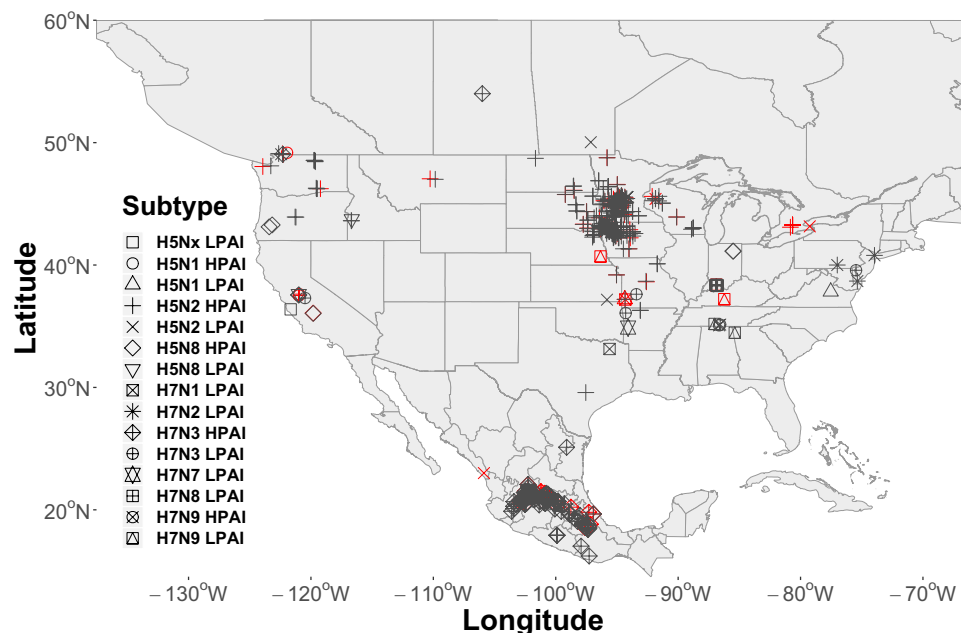 60°N
50°N
40°N
30°N
20°N
Latitude
Subtype
H5Nx LPAI
H5N1 HPAI
H5N1 LPAI
H5N2 HPAI
H5N2 LPAI
H5N8 HPAI
H5N8 LPAI
H7N1 LPAI
H7N2 LPAI
H7N3 HPAI
H7N3 LPAI
H7N7 LPAI
H7N8 LPAI
H7N9 HPAI
H7N9 LPAI
−130°W −120°W −110°W −100°W −90°W −80°W −70°W
Longitude